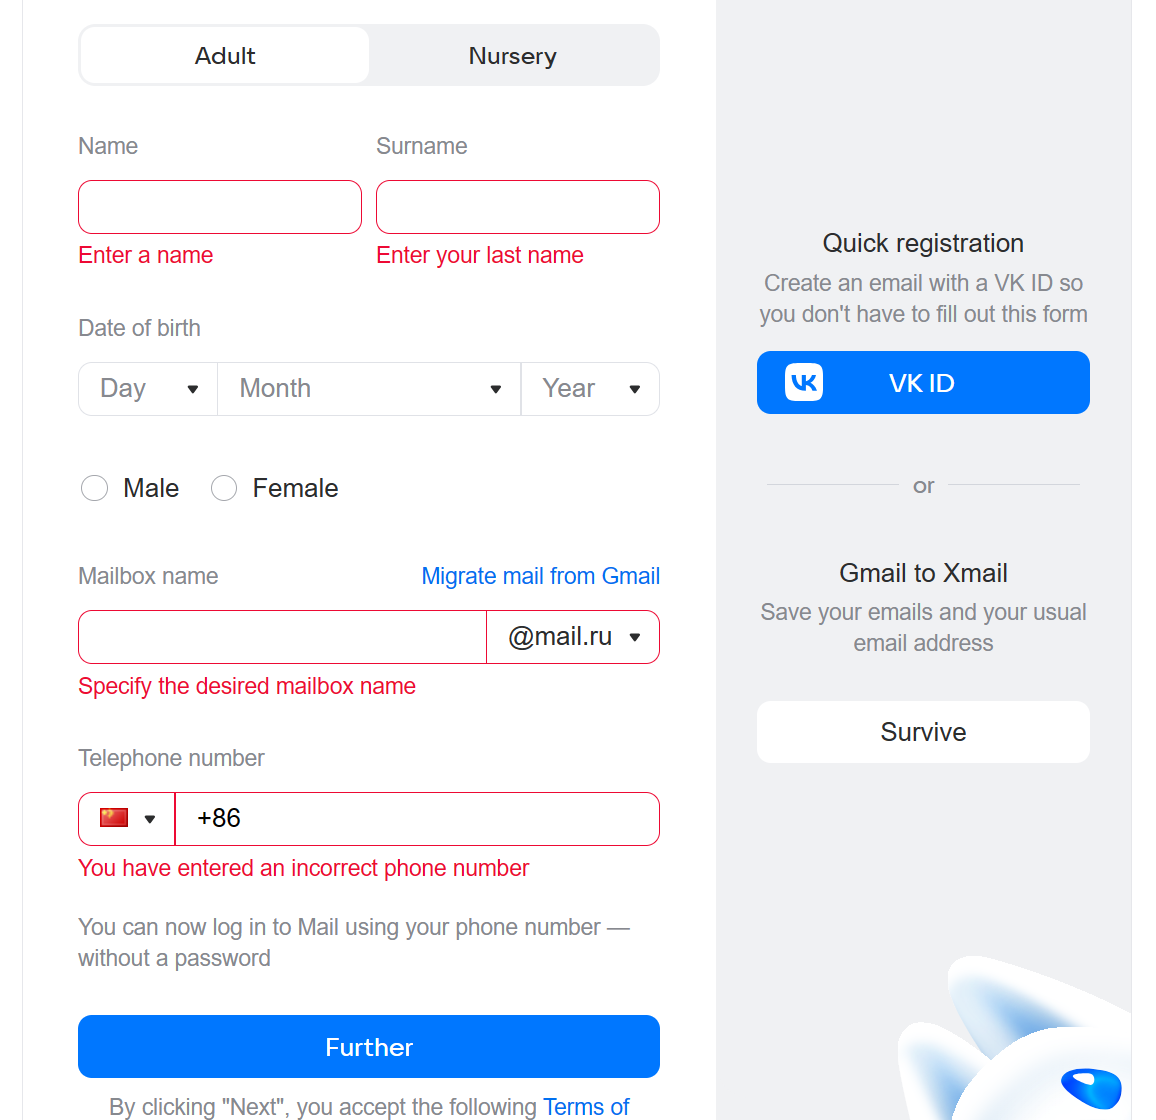 Adult
Nursery
Name
Surname
Enter a name
Enter your last name
Date of birth
Day
Month
Year
Male
Female
Mailbox name
Migrate mail from Gmail
@mail.ru
Specify the desired mailbox name
Telephone number
+86
You have entered an incorrect phone number
You can now log in to Mail using your phone number —
without a password
Further
By clicking "Next", you accept the following Terms of
Quick registration
Create an email with a VK ID so
you don't have to fill out this form
VK
VK ID
or
Gmail to Xmail
Save your emails and your usual
email address
Survive